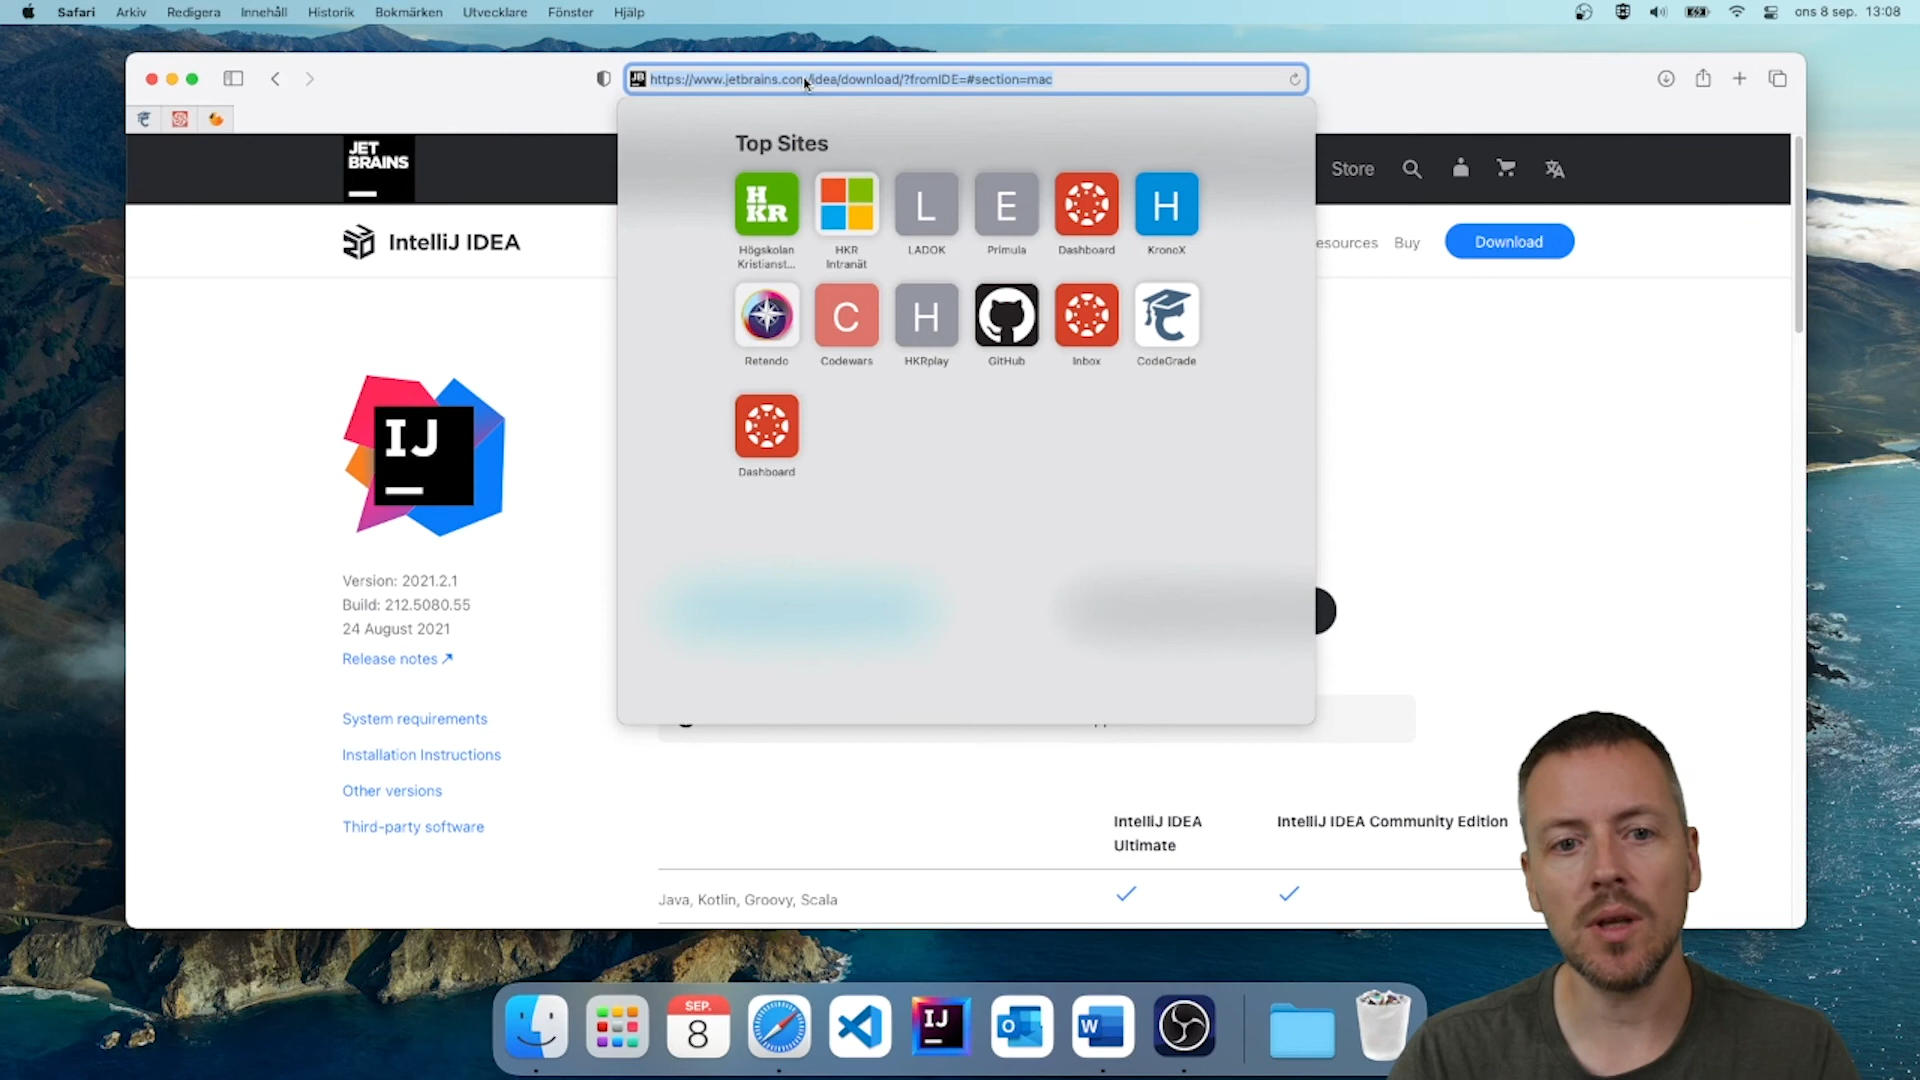 Safari Arkiv Redigera Innehåll Historik Bokmärken Utvecklare Fönster Hjälp
ons 8 sep. 13:08
https://www.jetbrains.com/idea/download/?fromIDE=#section=mac
JET
BRAINS
Store
IntelliJ IDEA
esources Buy Download
Top Sites
HKR
Högskolan
Kristianst...
HKR
Intranät
L
LADOK
E
Primula
Dashboard
H
KronoX
Retendo
C
Codewars
H
HKRplay
GitHub
Inbox
CodeGrade
Dashboard
IJ
Version: 2021.2.1
Build: 212.5080.55
24 August 2021
Release notes ↗
System requirements
Installation Instructions
Other versions
Third-party software
IntelliJ IDEA
Ultimate
IntelliJ IDEA Community Edition
Java, Kotlin, Groovy, Scala
SEP.
8
IJ
O
W